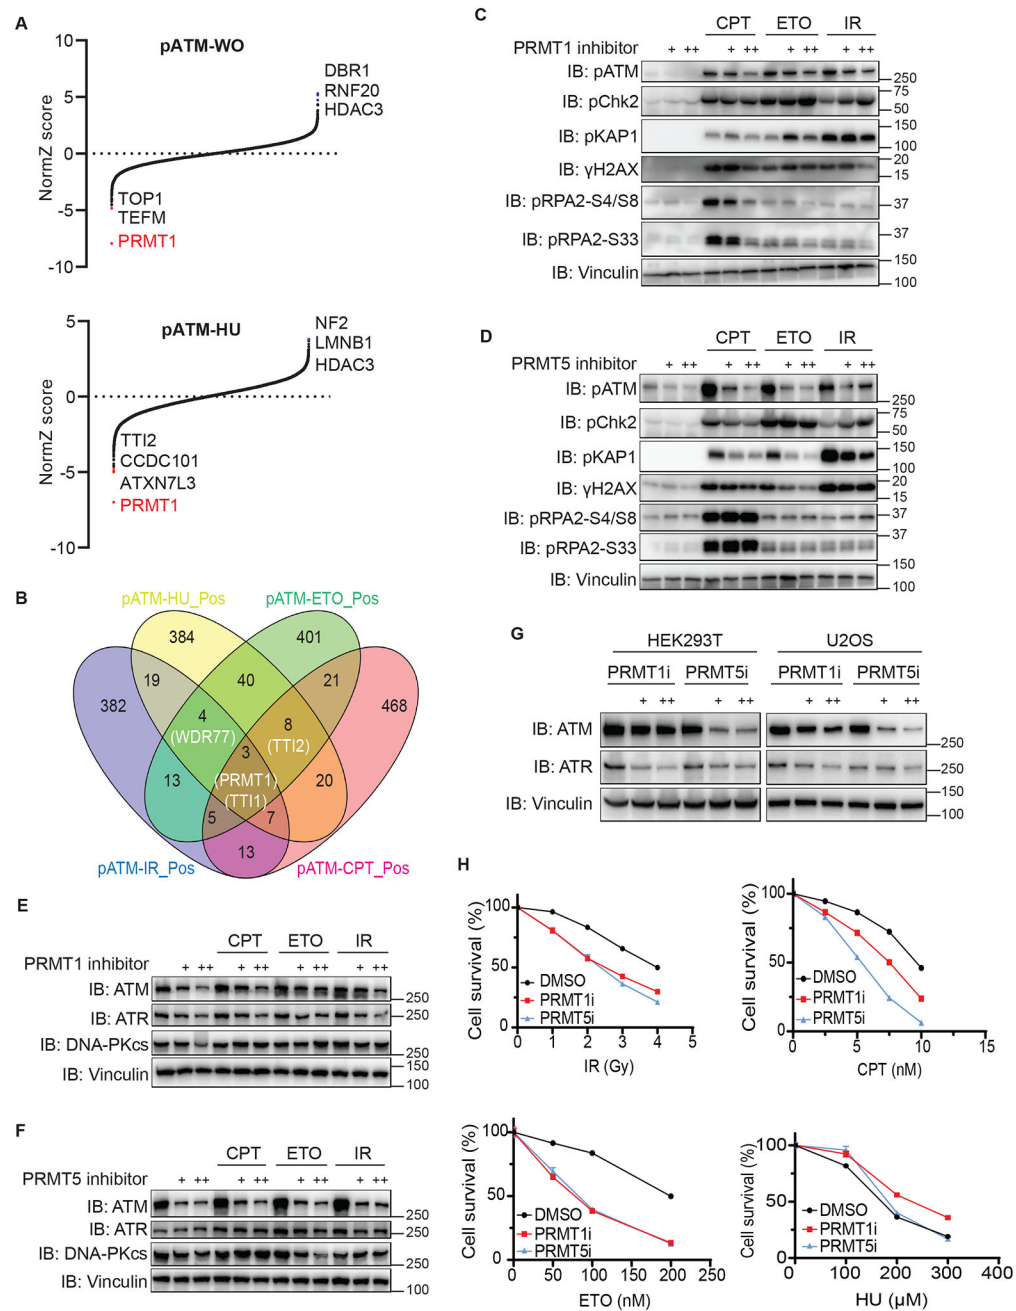 A
pATM-WO
NormZ score
10
5
0
-5
-10
DBR1
RNF20
HDAC3
TOP1
TEFM
PRMT1
pATM-HU
NormZ score
5
0
-5
-10
NF2
LMNB1
HDAC3
TTI2
CCDC101
ATXN7L3
PRMT1
B
pATM-HU_Pos
pATM-ETO_Pos
384
401
19
40
21
382
4
8
468
(WDR77)
(TTI2)
3
13
(PRMT1)
20
(TTI1)
5
7
13
pATM-IR_Pos
pATM-CPT_Pos
C
CPT
ETO
IR
PRMT1 inhibitor + ++ + ++ + ++ + ++
IB: pATM
250
IB: pChk2
75
50
IB: pKAP1
150
100
IB: γH2AX
20
15
IB: pRPA2-S4/S8
37
IB: pRPA2-S33
37
IB: Vinculin
150
100
D
CPT
ETO
IR
PRMT5 inhibitor + ++ + ++ + ++ + ++
IB: pATM
250
IB: pChk2
75
50
IB: pKAP1
150
100
IB: γH2AX
20
15
IB: pRPA2-S4/S8
37
IB: pRPA2-S33
37
IB: Vinculin
150
100
E
CPT
ETO
IR
PRMT1 inhibitor + ++ + ++ + ++ + ++
IB: ATM
250
IB: ATR
250
IB: DNA-PKcs
250
IB: Vinculin
150
100
F
CPT
ETO
IR
PRMT5 inhibitor + ++ + ++ + ++ + ++
IB: ATM
250
IB: ATR
250
IB: DNA-PKcs
250
IB: Vinculin
100
G
HEK293T
U2OS
PRMT1i PRMT5i PRMT1i PRMT5i
+ ++ + ++ + ++ + ++
IB: ATM
250
IB: ATR
250
IB: Vinculin
150
100
H
Cell survival (%)
100
50
0
DMSO
PRMT1i
PRMT5i
0 1 2 3 4 5
IR (Gy)
Cell survival (%)
100
50
0
DMSO
PRMT1i
PRMT5i
0 5 10 15
CPT (nM)
Cell survival (%)
100
50
0
DMSO
PRMT1i
PRMT5i
0 50 100 150 200 250
ETO (nM)
Cell survival (%)
100
50
0
DMSO
PRMT1i
PRMT5i
0 100 200 300 400
HU (µM)